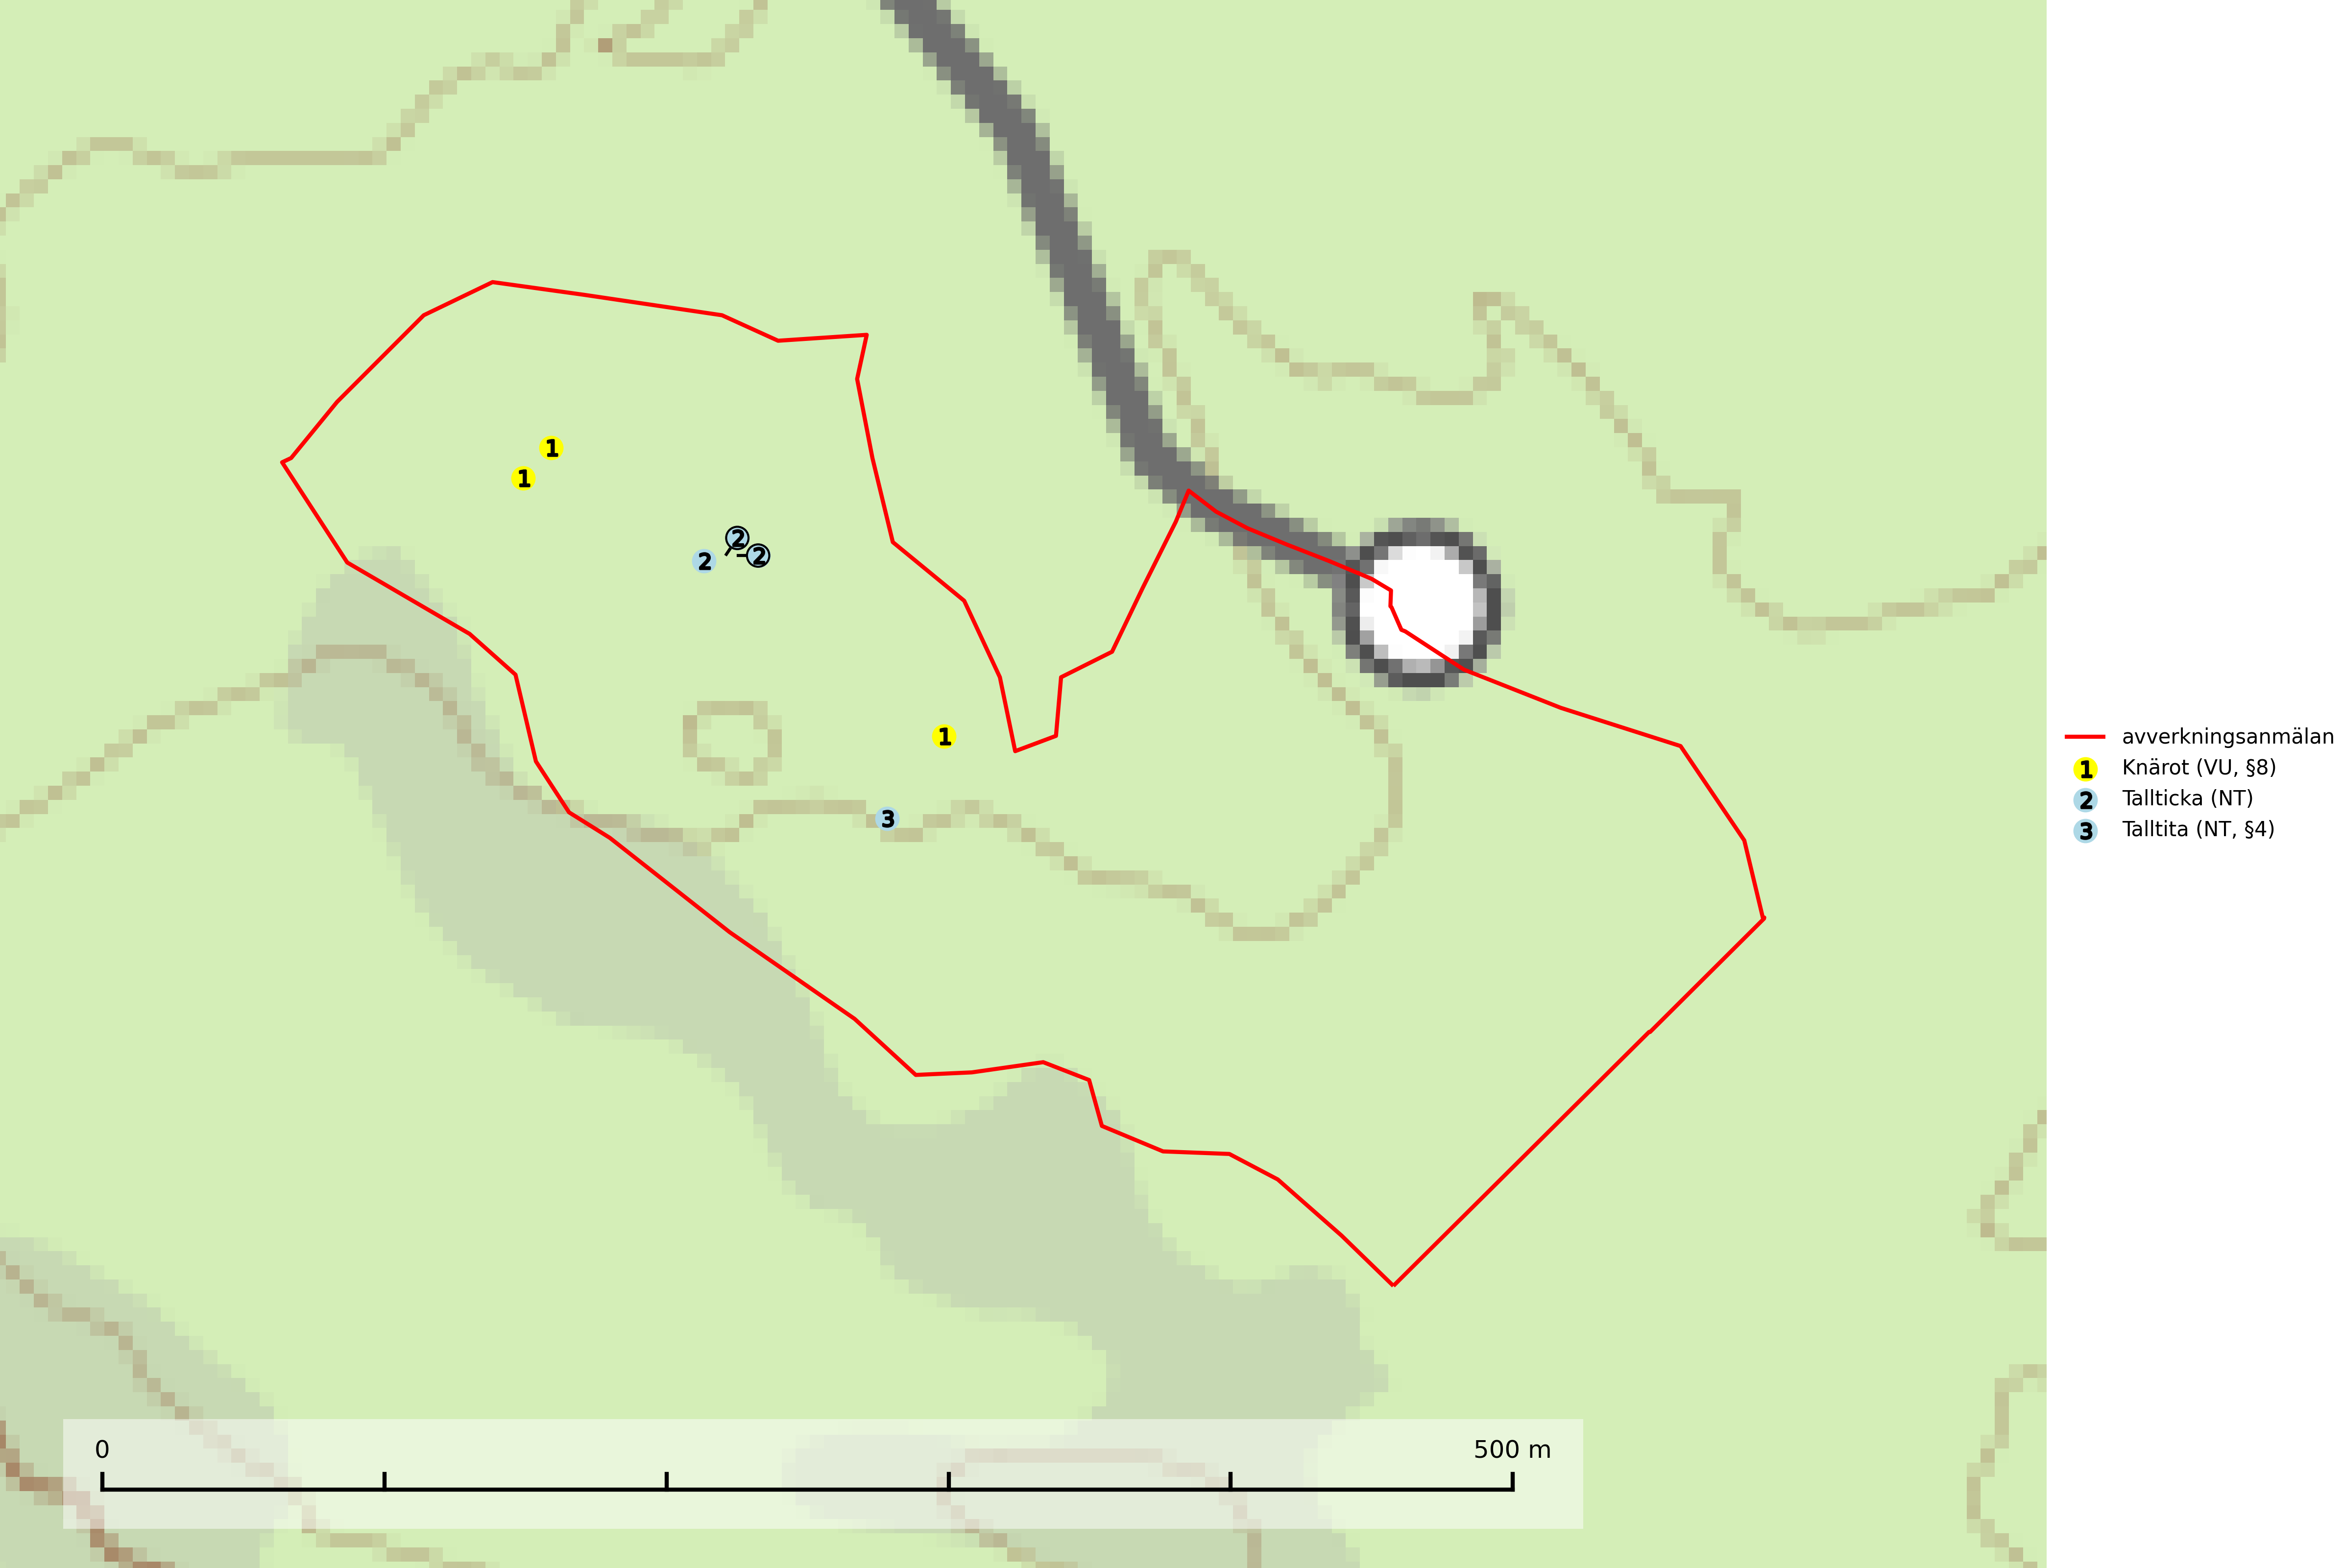 1
1
2
2
2
1
3
avverkningsanmälan
1 Knärot (VU, §8)
2 Tallticka (NT)
3 Talltita (NT, §4)
0 500 m